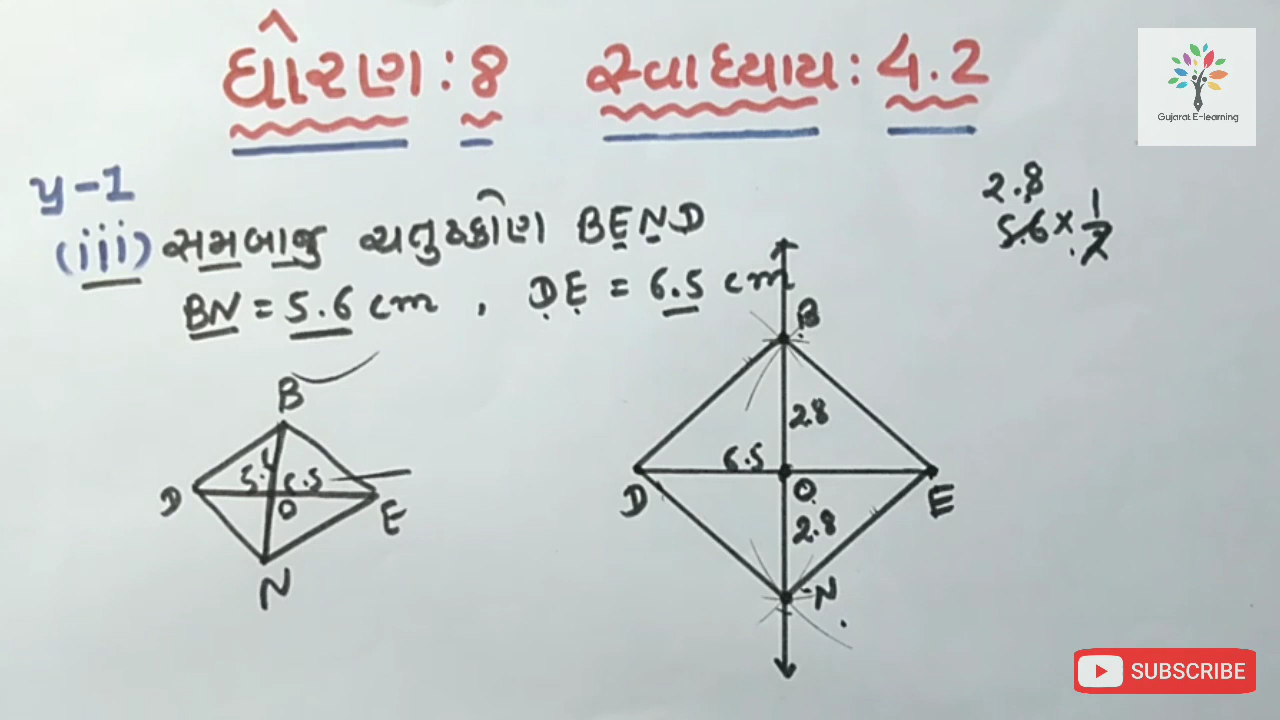 ધોરણ : 8 સ્વાધ્યાય : 4.2
Gujarat E-learning
પ્ર-1
(iii) સમબાજુ ચતુષ્કોણ BEND
BN = 5.6 cm , DE = 6.5 cm
2.8
5.6 × 1/2
B
D
O
E
N
B
2.8
6.5
D
O
E
2.8
N
SUBSCRIBE